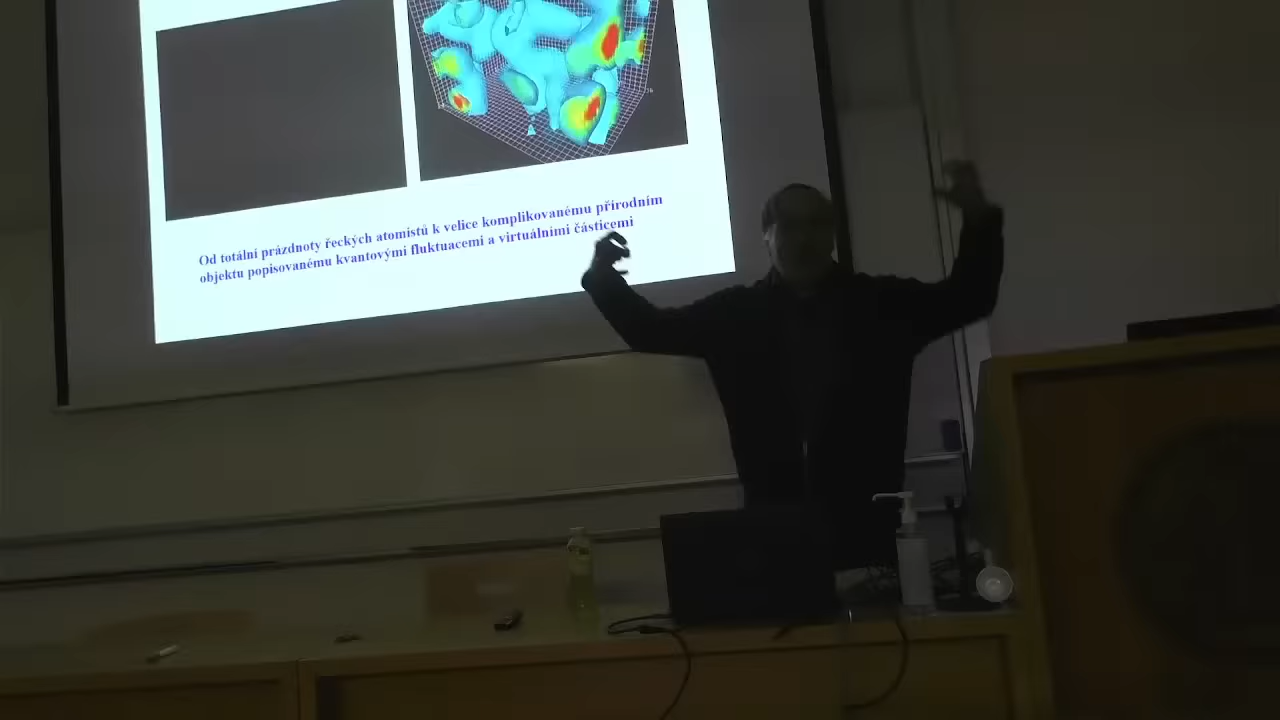 Od totální prázdnoty řeckých atomistů k velice komplikovanému přírodním
objektu popisovanému kvantovými fluktuacemi a virtuálními částicemi